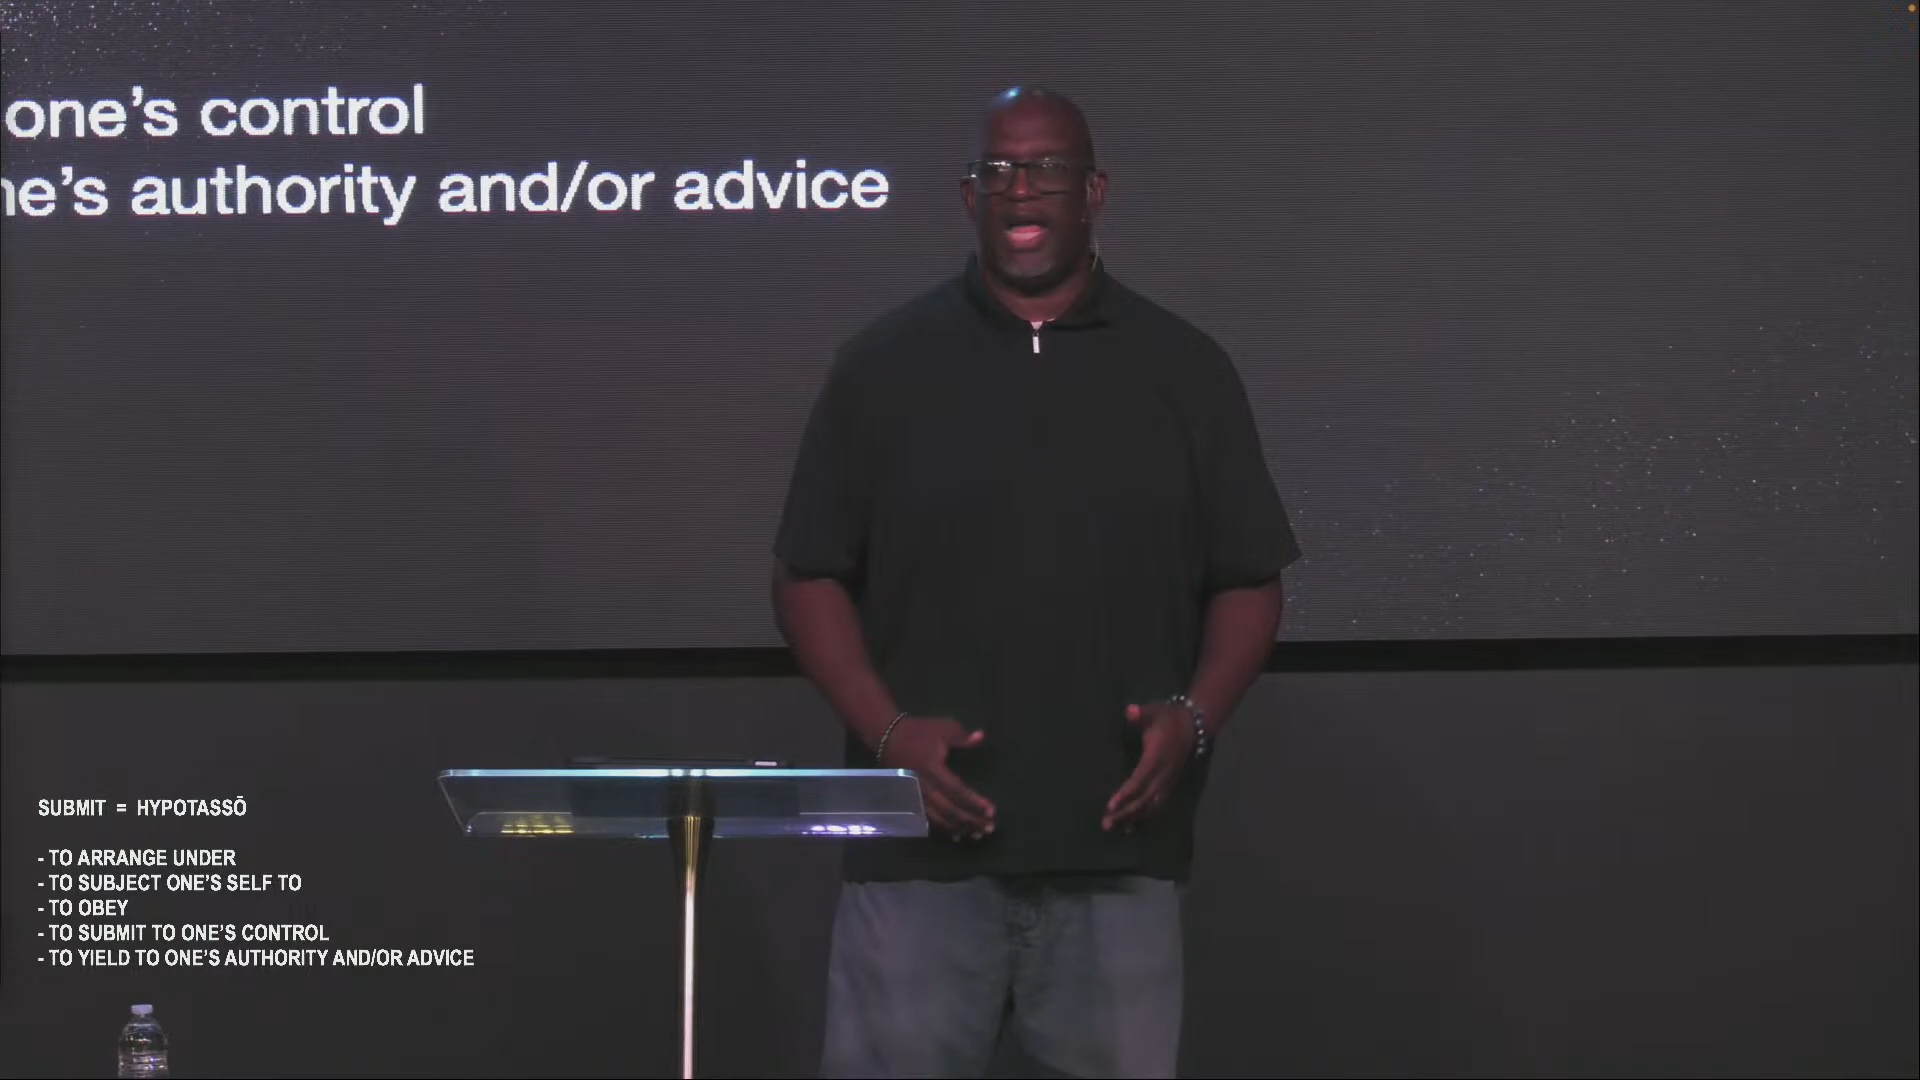 one's control
ne's authority and/or advice
SUBMIT = HYPOTASSŌ
- TO ARRANGE UNDER
- TO SUBJECT ONE'S SELF TO
- TO OBEY
- TO SUBMIT TO ONE'S CONTROL
- TO YIELD TO ONE'S AUTHORITY AND/OR ADVICE